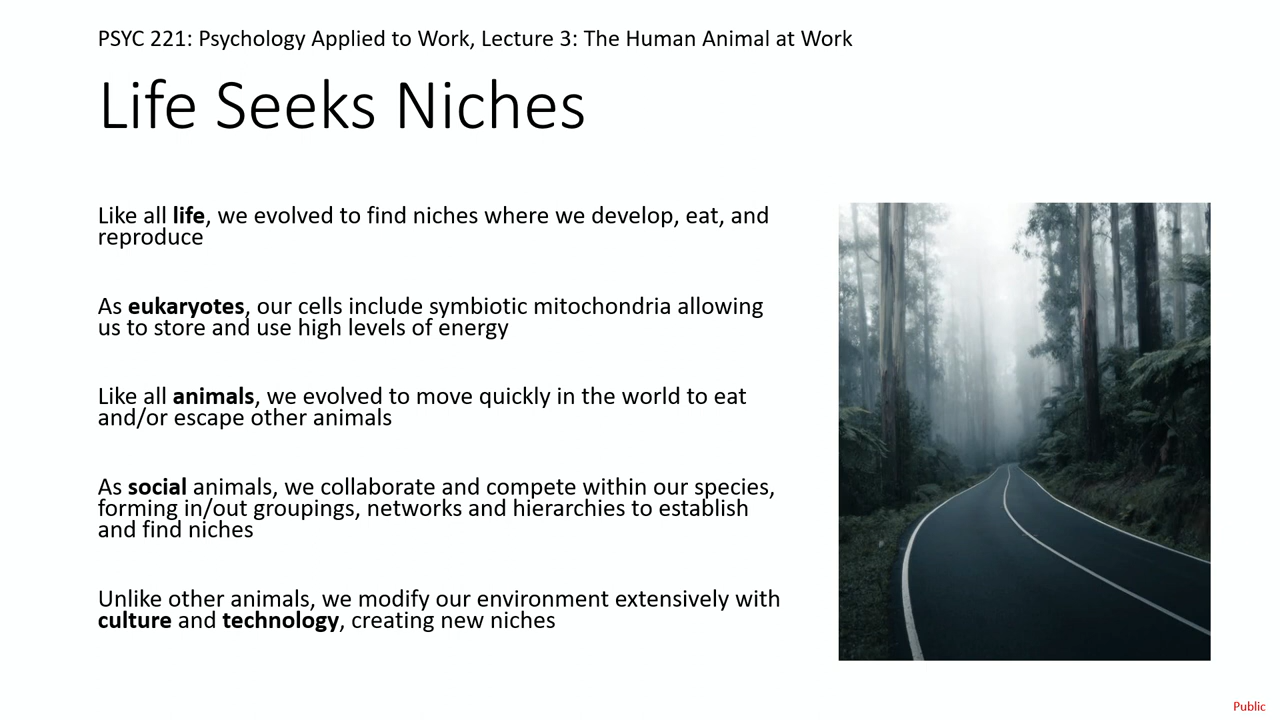 PSYC 221: Psychology Applied to Work, Lecture 3: The Human Animal at Work
Life Seeks Niches
Like all life, we evolved to find niches where we develop, eat, and
reproduce
As eukaryotes, our cells include symbiotic mitochondria allowing
us to store and use high levels of energy
Like all animals, we evolved to move quickly in the world to eat
and/or escape other animals
As social animals, we collaborate and compete within our species,
forming in/out groupings, networks and hierarchies to establish
and find niches
Unlike other animals, we modify our environment extensively with
culture and technology, creating new niches
Public